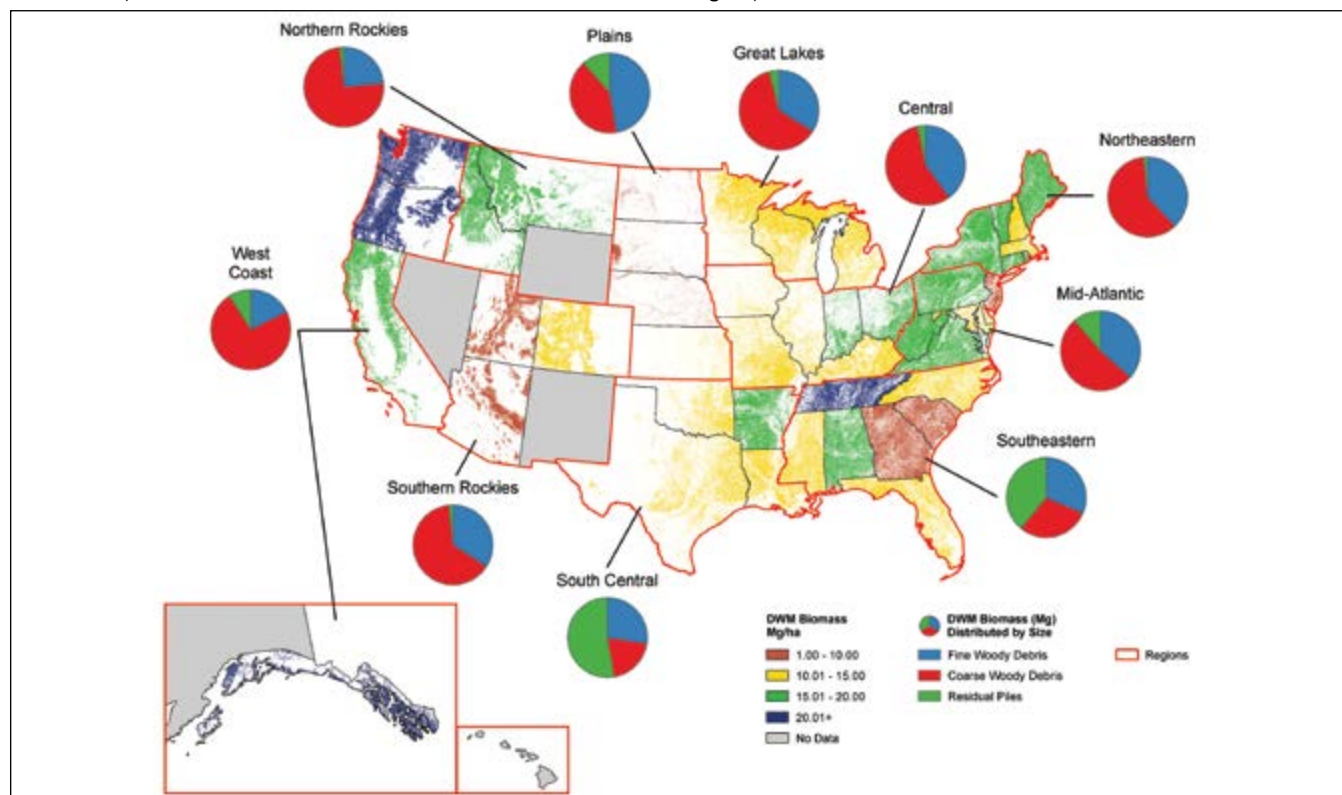 Northern Rockies
Plains
Great Lakes
Central
Northeastern
West
Coast
Mid-Atlantic
Southeastern
Southern Rockies
South Central
DWM Biomass
Mg/ha
1.00 - 10.00
10.01 - 15.00
15.01 - 20.00
20.01+
No Data
DWM Biomass (Mg)
Distributed by Size
Fine Woody Debris
Coarse Woody Debris
Residual Piles
Regions